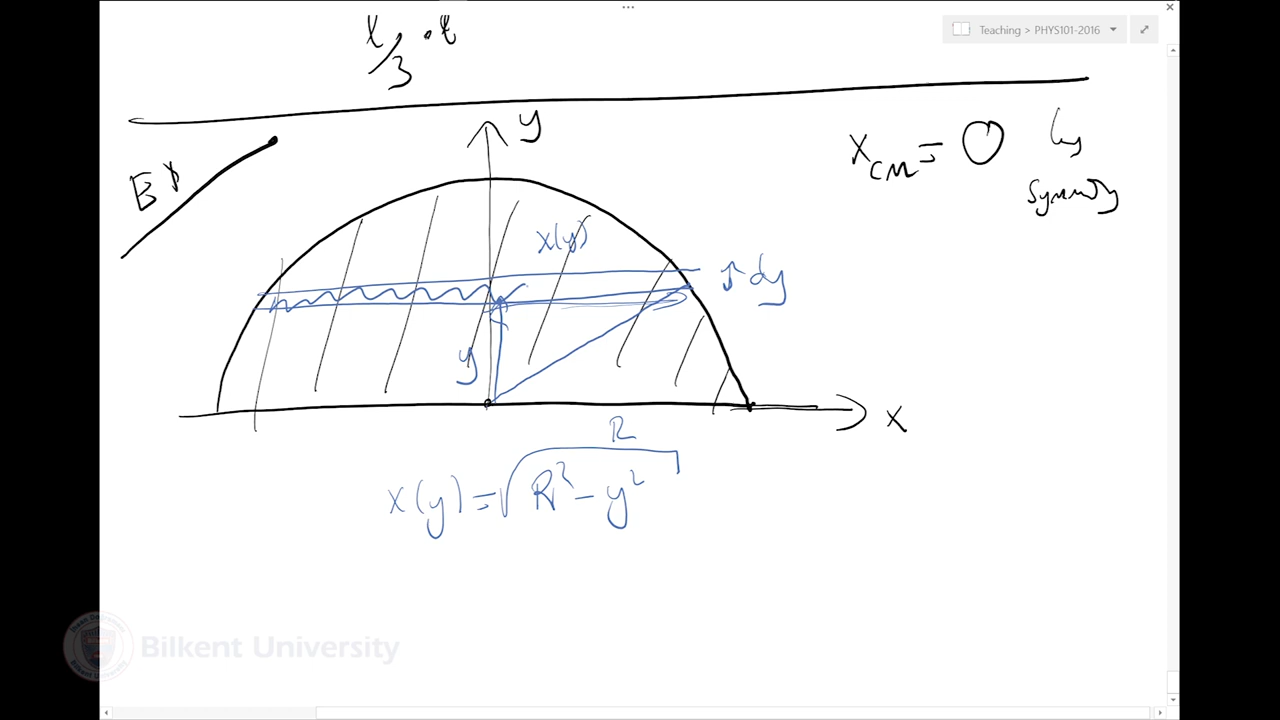 Teaching > PHYS101-2016
/3 . t
y
x_CM = 0 by
symmetry
x(y)
dy
y
x
R
x(y) = √R² - y²
Bilkent University